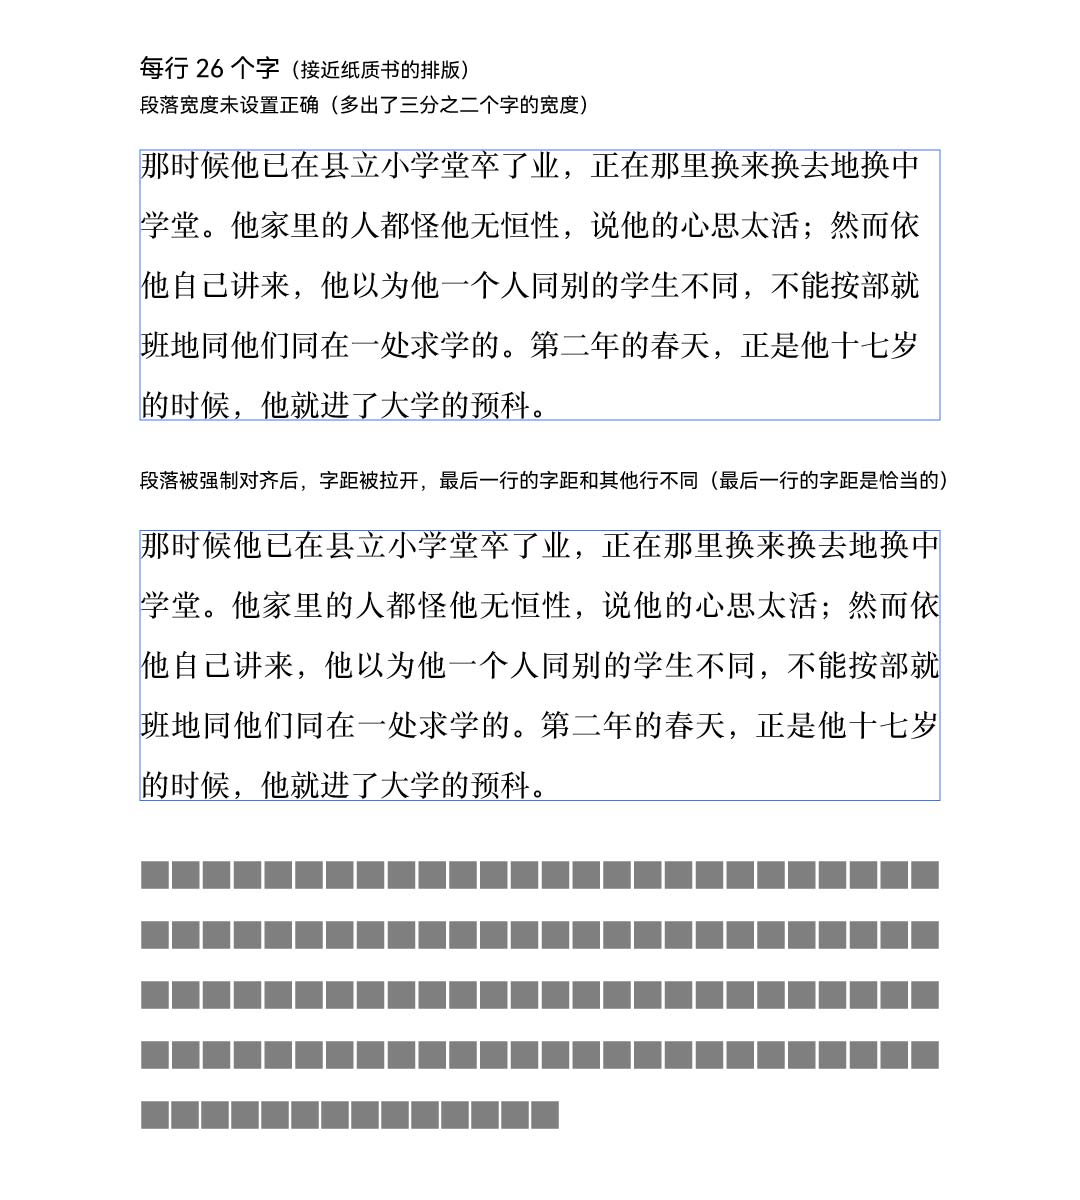 每行 26 个字（接近纸质书的排版）
段落宽度未设置正确（多出了三分之二个字的宽度）
那时候他已在县立小学堂卒了业，正在那里换来换去地换中
学堂。他家里的人都怪他无恒性，说他的心思太活；然而依
他自己讲来，他以为他一个人同别的学生不同，不能按部就
班地同他们同在一处求学的。第二年的春天，正是他十七岁
的时候，他就进了大学的预科。
段落被强制对齐后，字距被拉开，最后一行的字距和其他行不同（最后一行的字距是恰当的）
那时候他已在县立小学堂卒了业，正在那里换来换去地换中
学堂。他家里的人都怪他无恒性，说他的心思太活；然而依
他自己讲来，他以为他一个人同别的学生不同，不能按部就
班地同他们同在一处求学的。第二年的春天，正是他十七岁
的时候，他就进了大学的预科。